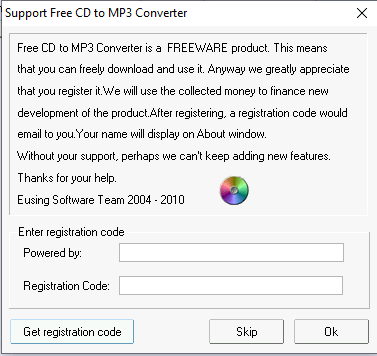 Support Free CD to MP3 Converter
Free CD to MP3 Converter is a  FREEWARE product. This means
that you can freely download and use it. Anyway we greatly appreciate
that you register it.We will use the collected money to finance new
development of the product.After registering, a registration code would
email to you.Your name will display on About window.
Without your support, perhaps we can't keep adding new features.
Thanks for your help.
Eusing Software Team 2004 - 2010
Enter registration code
Powered by:
Registration Code:
Get registration code
Skip
Ok